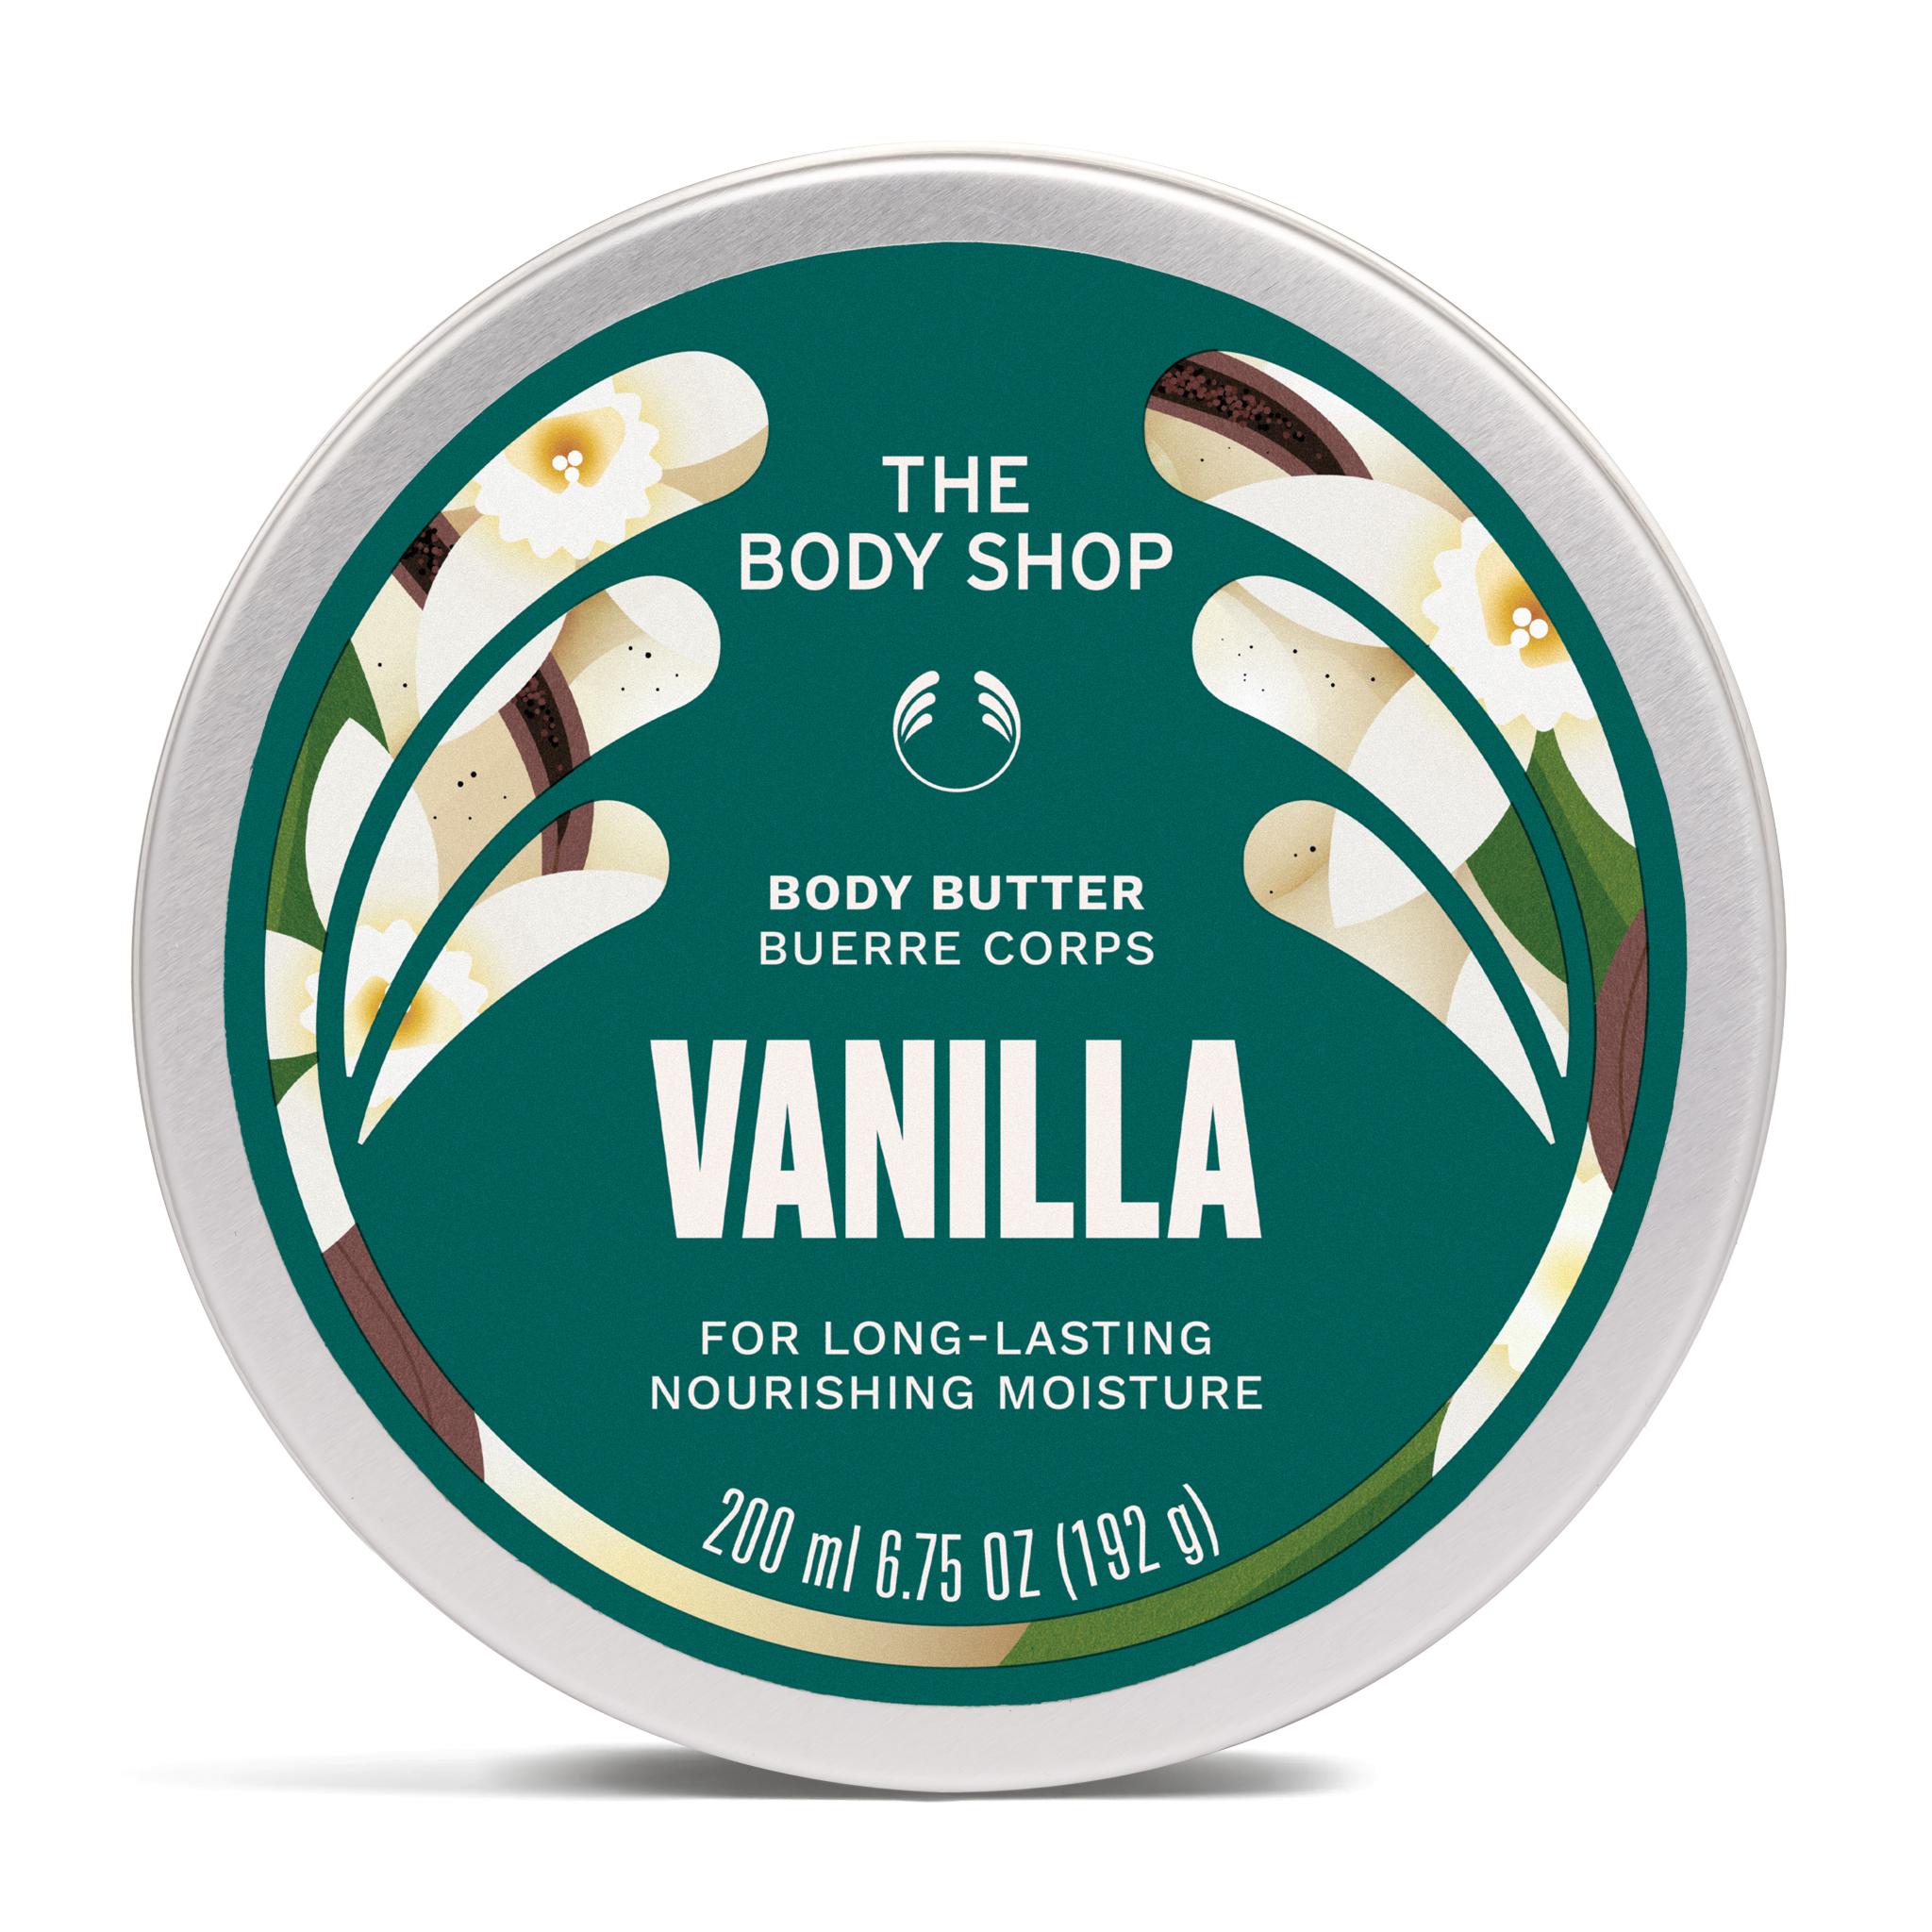 THE
BODY SHOP
BODY BUTTER
BUERRE CORPS
VANILLA
FOR LONG-LASTING
NOURISHING MOISTURE
200 ml 6.75 OZ (192 g)